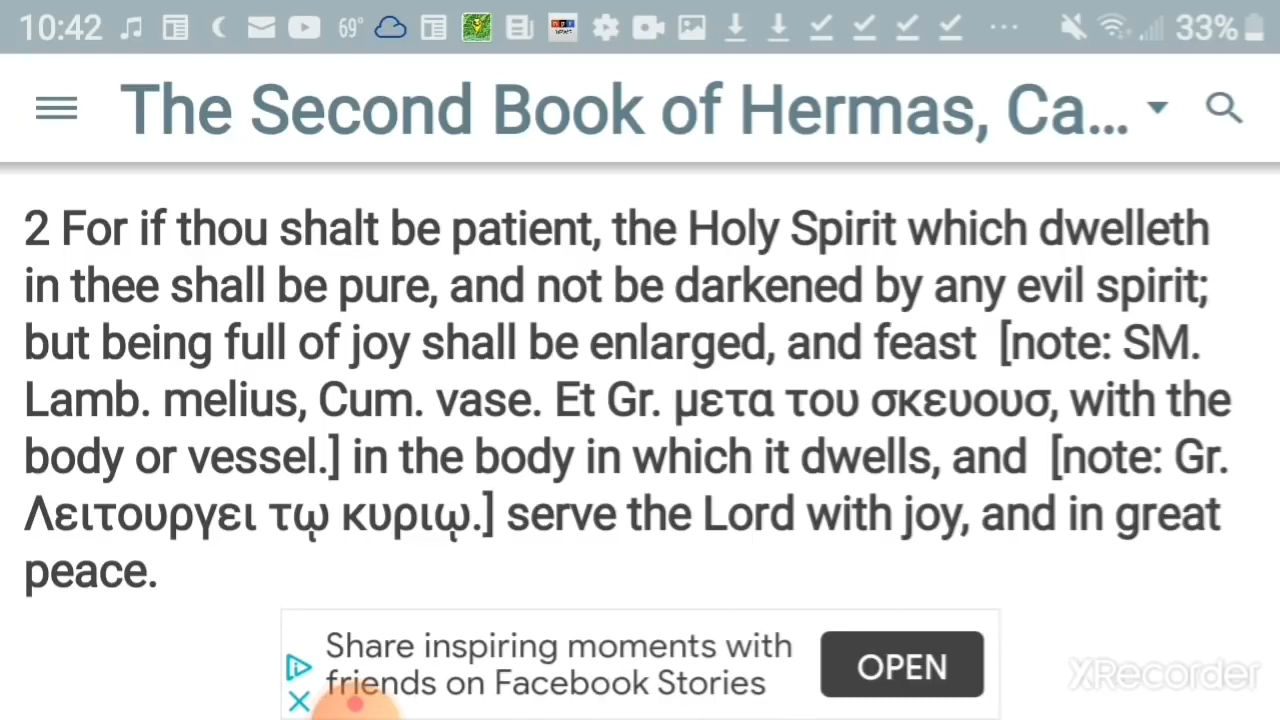 10:42 69° 33%
The Second Book of Hermas, Ca...
2 For if thou shalt be patient, the Holy Spirit which dwelleth
in thee shall be pure, and not be darkened by any evil spirit;
but being full of joy shall be enlarged, and feast [note: SM.
Lamb. melius, Cum. vase. Et Gr. μετα του σκευουσ, with the
body or vessel.] in the body in which it dwells, and [note: Gr.
Λειτουργει τῳ κυριῳ.] serve the Lord with joy, and in great
peace.
Share inspiring moments with
friends on Facebook Stories
OPEN
XRecorder